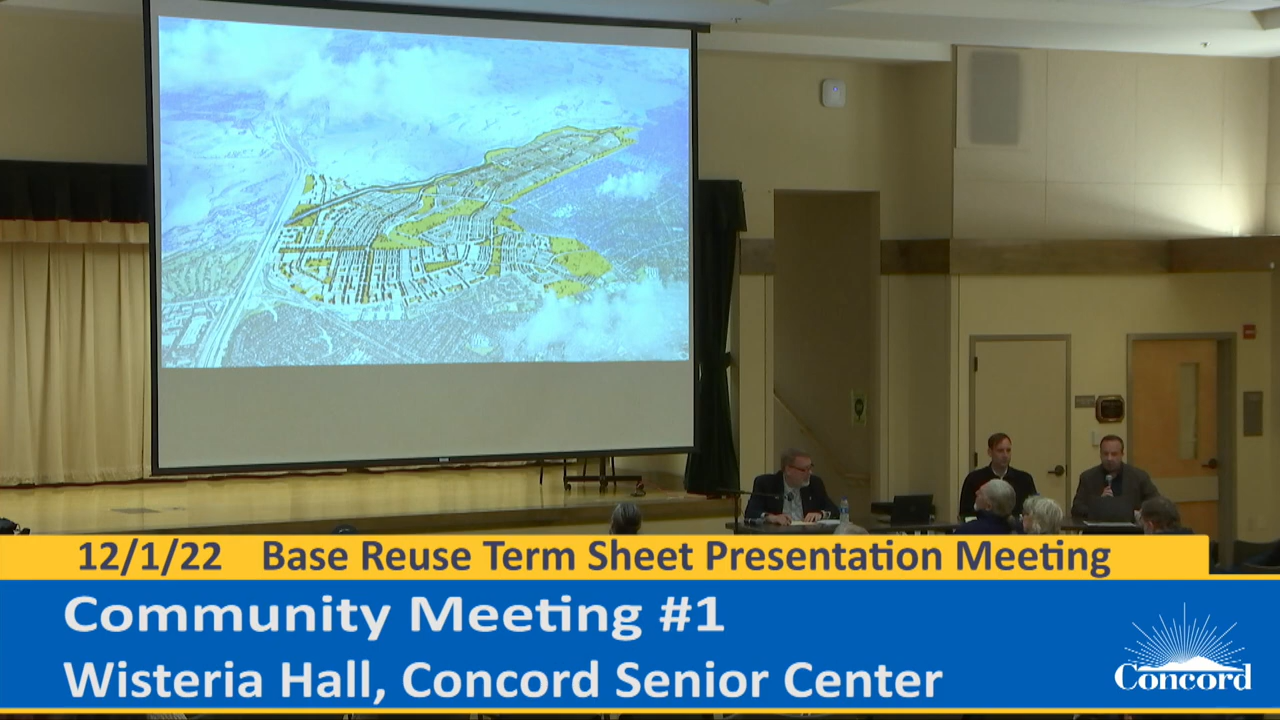 12/1/22 Base Reuse Term Sheet Presentation Meeting
Community Meeting #1
Wisteria Hall, Concord Senior Center
Concord